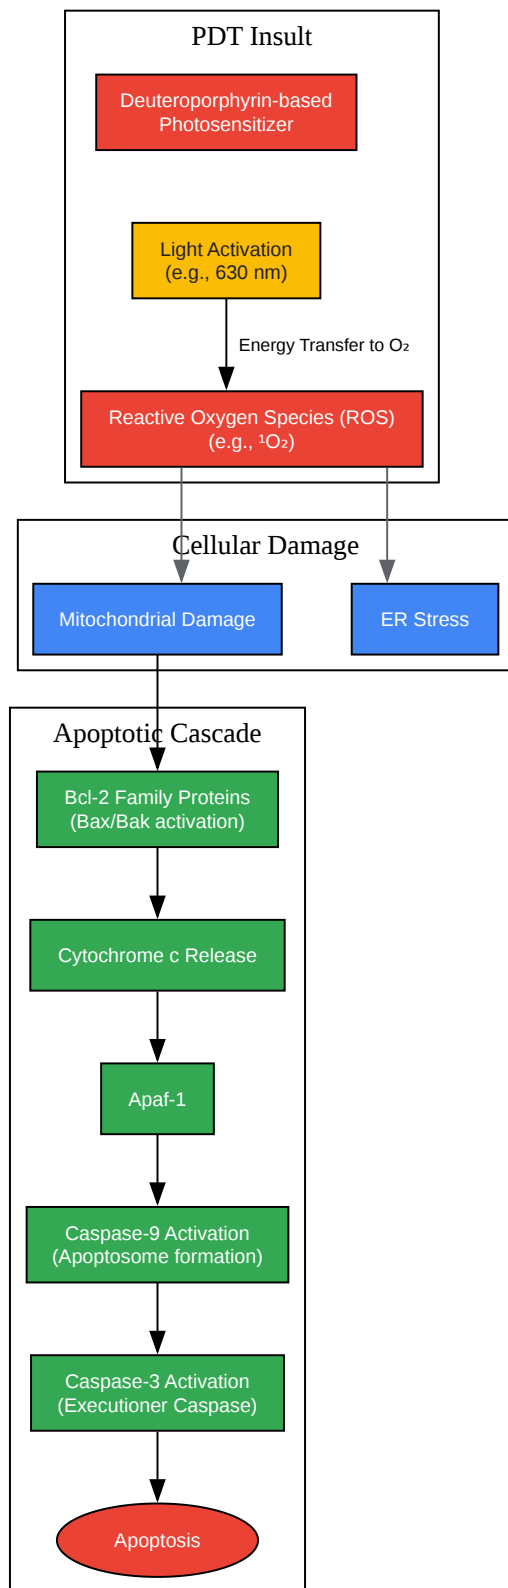 PDT Insult
Deuteroporphyrin-based
Photosensitizer
Light Activation
(e.g., 630 nm)
Energy Transfer to O₂
Reactive Oxygen Species (ROS)
(e.g., ¹O₂)
Cellular Damage
Mitochondrial Damage
ER Stress
Apoptotic Cascade
Bcl-2 Family Proteins
(Bax/Bak activation)
Cytochrome c Release
Apaf-1
Caspase-9 Activation
(Apoptosome formation)
Caspase-3 Activation
(Executioner Caspase)
Apoptosis